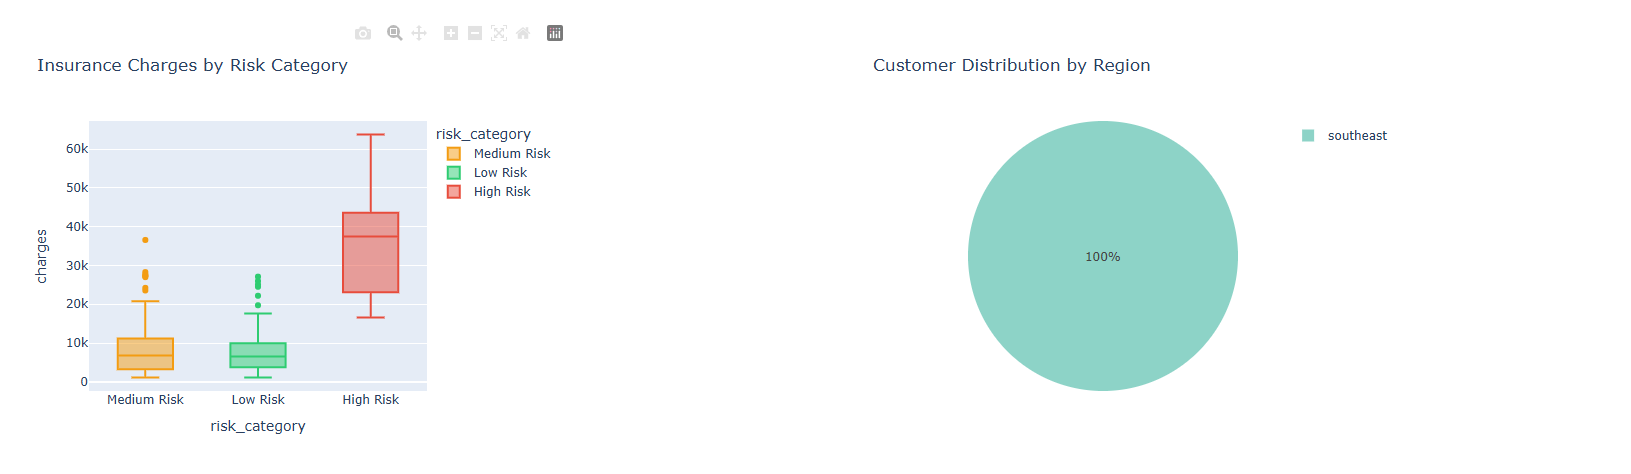 Insurance Charges by Risk Category
charges
60k
50k
40k
30k
20k
10k
0
Medium Risk
Low Risk
High Risk
risk_category
risk_category
Medium Risk
Low Risk
High Risk
Customer Distribution by Region
100%
southeast